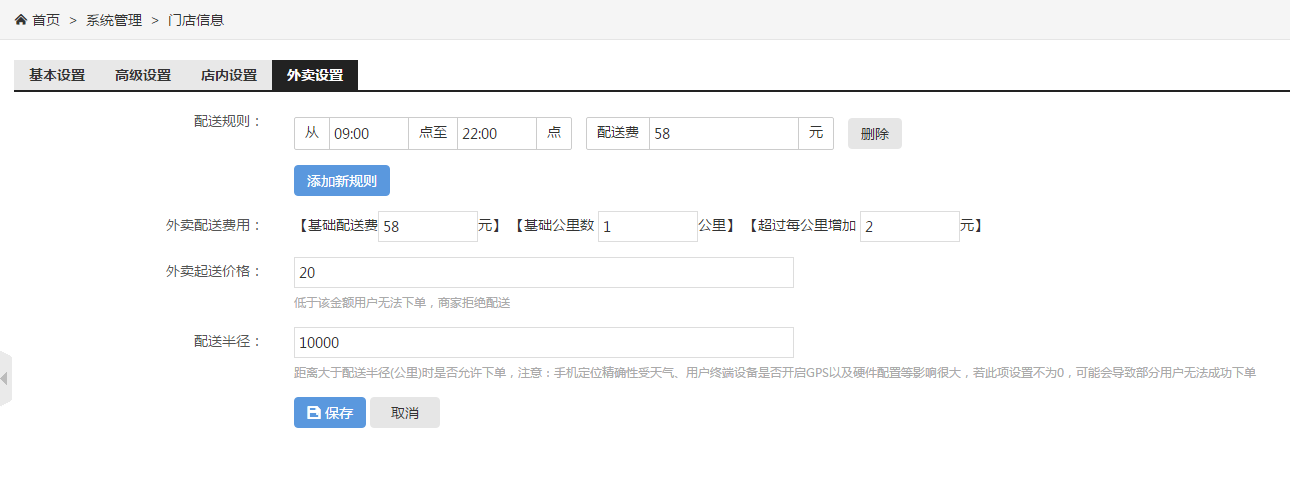 首页 > 系统管理 > 门店信息
基本设置 高级设置 店内设置 外卖设置
配送规则： 从 09:00 点至 22:00 点 配送费 58 元 删除
添加新规则
外卖配送费用： 【基础配送费 58 元】【基础公里数 1 公里】【超过每公里增加 2 元】
外卖起送价格： 20
低于该金额用户无法下单，商家拒绝配送
配送半径： 10000
距离大于配送半径(公里)时是否允许下单，注意：手机定位精确性受天气、用户终端设备是否开启GPS以及硬件配置等影响很大，若此项设置不为0，可能会导致部分用户无法成功下单
保存 取消